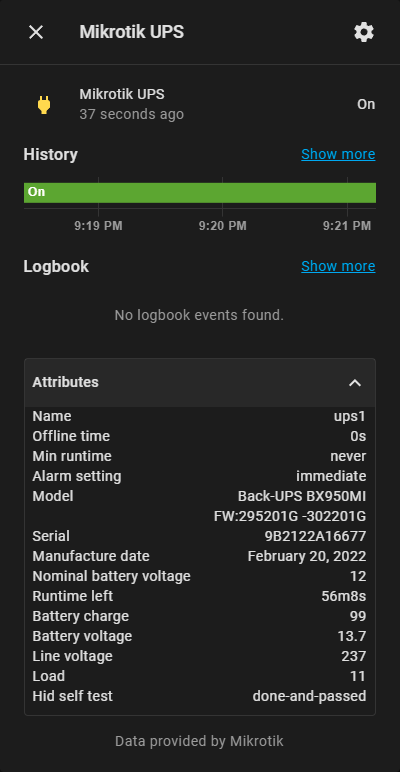 Mikrotik UPS
Mikrotik UPS
37 seconds ago
On
History
Show more
On
9:19 PM 9:20 PM 9:21 PM
Logbook
Show more
No logbook events found.
Attributes
Name ups1
Offline time 0s
Min runtime never
Alarm setting immediate
Model Back-UPS BX950MI
FW:295201G -302201G
Serial 9B2122A16677
Manufacture date February 20, 2022
Nominal battery voltage 12
Runtime left 56m8s
Battery charge 99
Battery voltage 13.7
Line voltage 237
Load 11
Hid self test done-and-passed
Data provided by Mikrotik